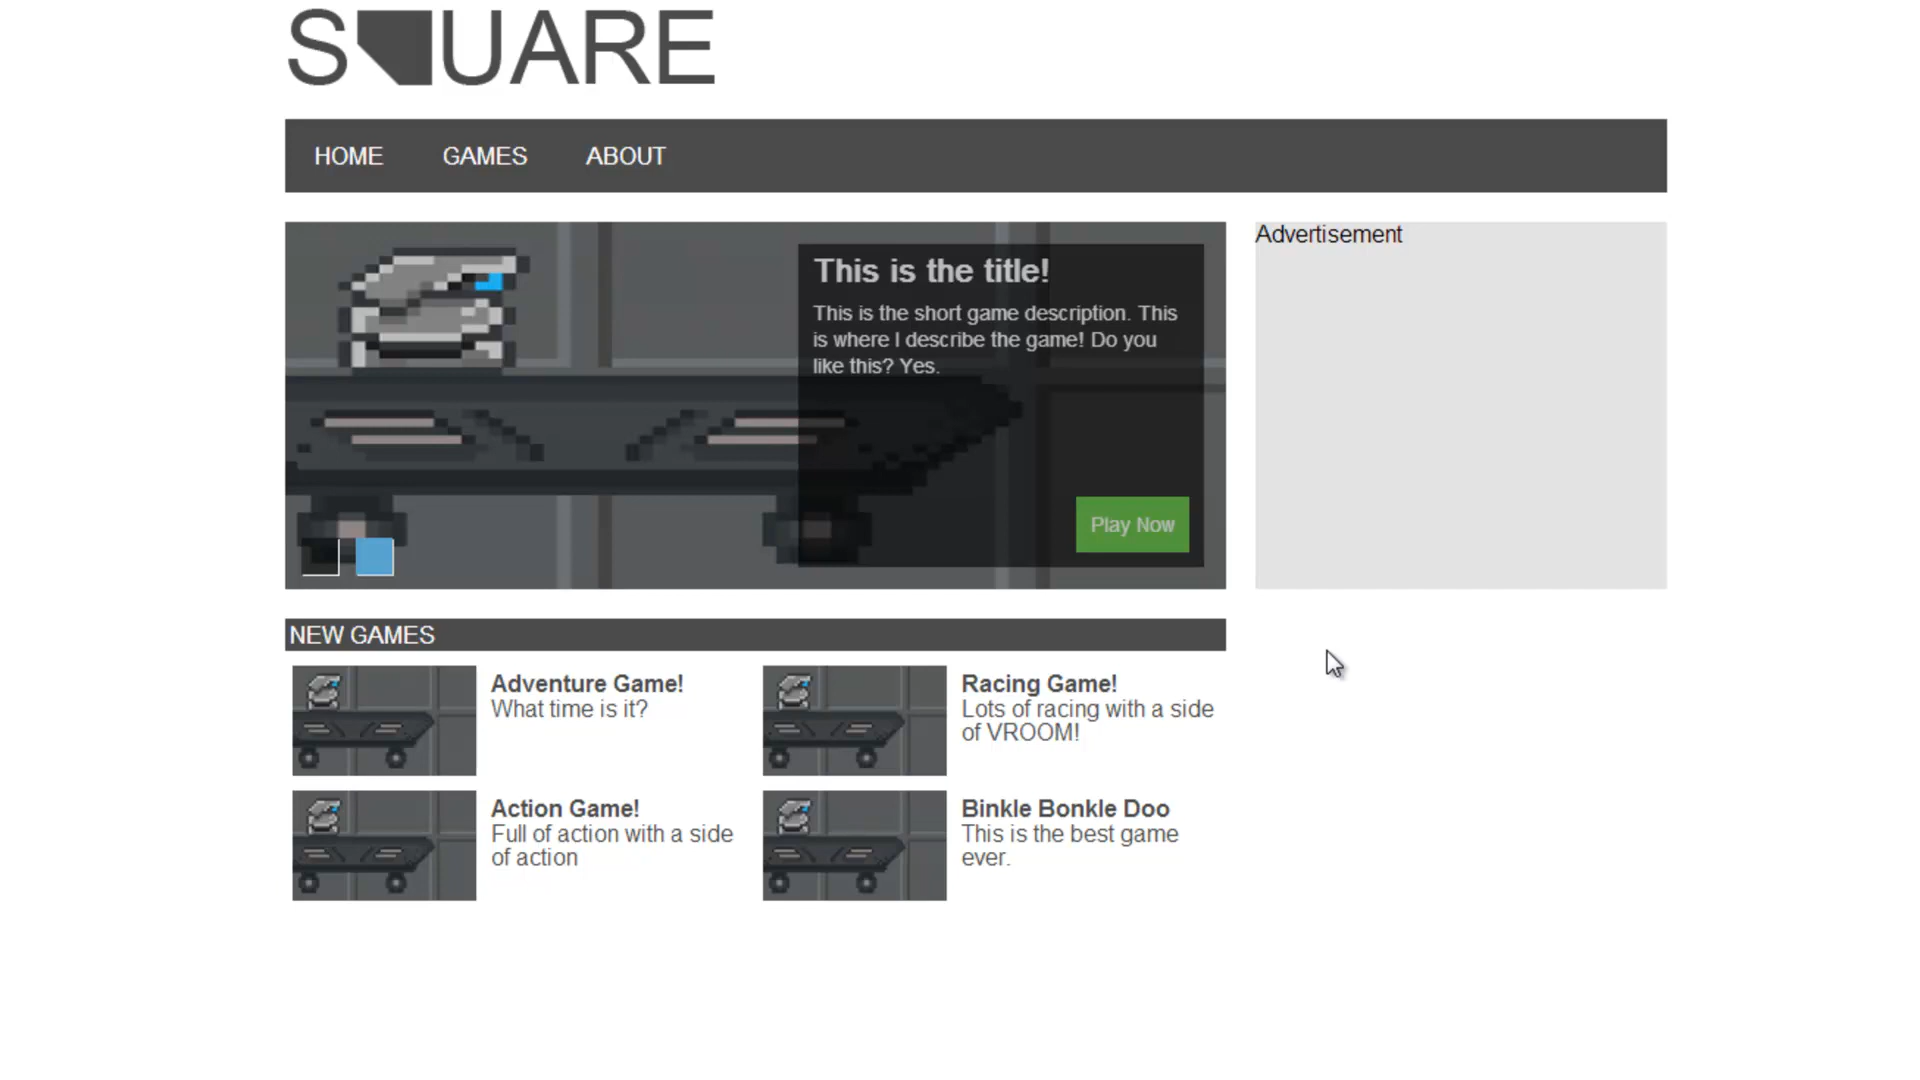 SQUARE
HOME GAMES ABOUT
This is the title!
This is the short game description. This
is where I describe the game! Do you
like this? Yes.
Play Now
Advertisement
NEW GAMES
Adventure Game!
What time is it?
Racing Game!
Lots of racing with a side
of VROOM!
Action Game!
Full of action with a side
of action
Binkle Bonkle Doo
This is the best game
ever.